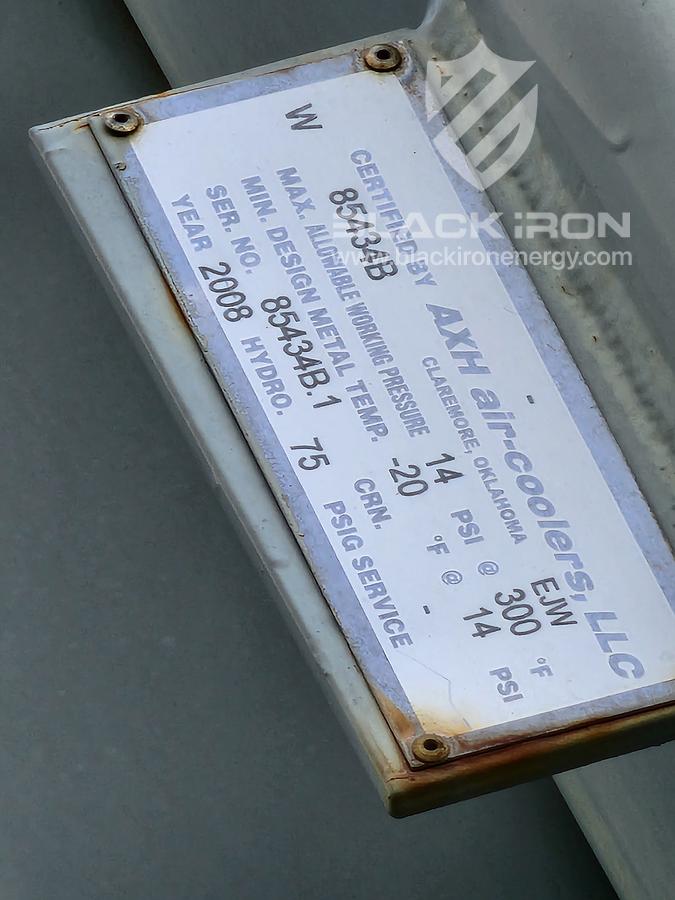 W
CERTIFIED BY AXH air-coolers, LLC
85434B
CLAREMORE, OKLAHOMA
-
EJW
MAX. ALLOWABLE WORKING PRESSURE 14 PSI @ 300 °F
MIN. DESIGN METAL TEMP. -20 °F @ 14 PSI
SER. NO. 85434B.1 CRN. -
YEAR 2008 HYDRO. 75 PSIG SERVICE
BLACK IRON
www.blackironenergy.com